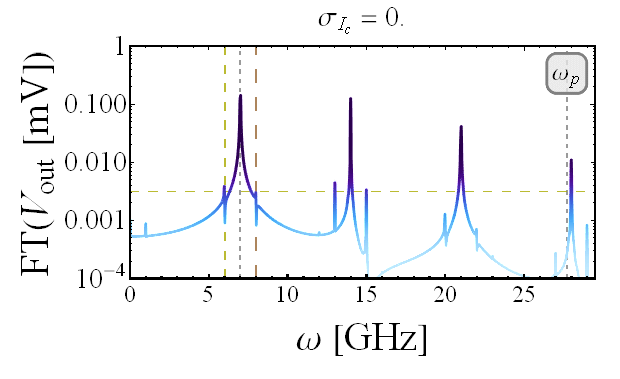 σ_{I_c} = 0.
FT(V_out [mV]
1
0.100
0.010
0.001
10^{-4}
ω_p
0 5 10 15 20 25
ω [GHz]